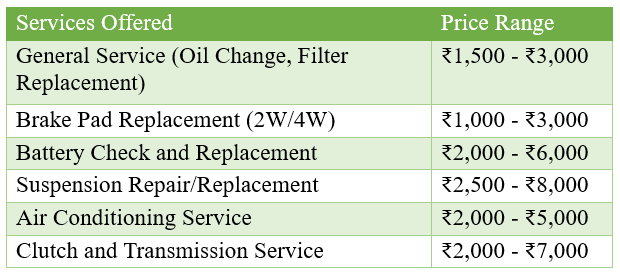 Services Offered Price Range
General Service (Oil Change, Filter ₹1,500 - ₹3,000
Replacement)
Brake Pad Replacement (2W/4W) ₹1,000 - ₹3,000
Battery Check and Replacement ₹2,000 - ₹6,000
Suspension Repair/Replacement ₹2,500 - ₹8,000
Air Conditioning Service ₹2,000 - ₹5,000
Clutch and Transmission Service ₹2,000 - ₹7,000